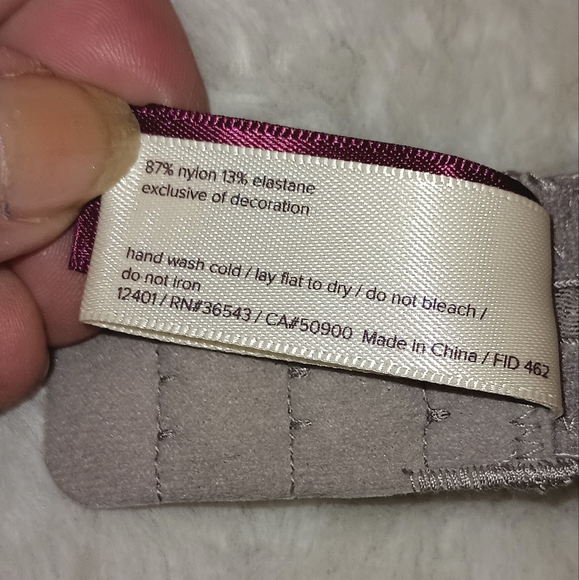 87% nylon 13% elastane
exclusive of decoration
hand wash cold / lay flat to dry / do not bleach /
do not iron
12401 / RN#36543 / CA#50900 Made in China / FID 462